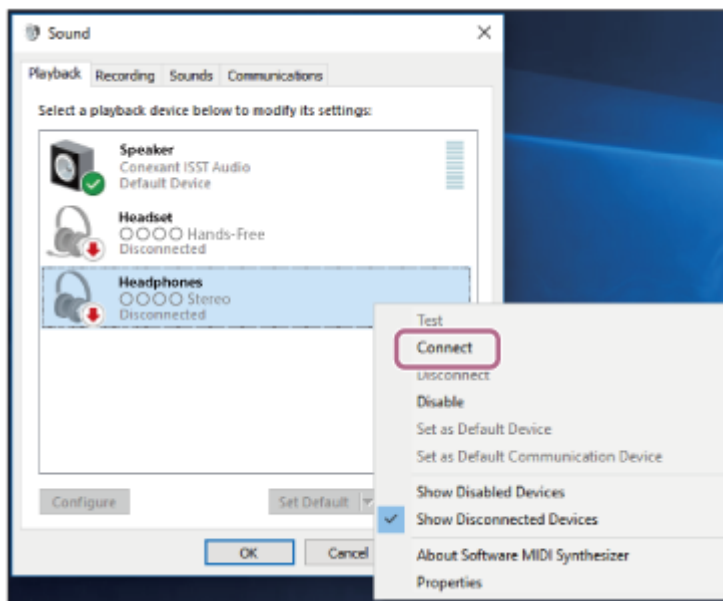 Sound
Playback Recording Sounds Communications
Select a playback device below to modify its settings:
Speaker
Conexant ISST Audio
Default Device
Headset
○○○○ Hands-Free
Disconnected
Headphones
○○○○ Stereo
Disconnected
Test
Connect
Disconnect
Disable
Set as Default Device
Set as Default Communication Device
Show Disabled Devices
Show Disconnected Devices
About Software MIDI Synthesizer
Properties
Configure Set Default
OK Cancel